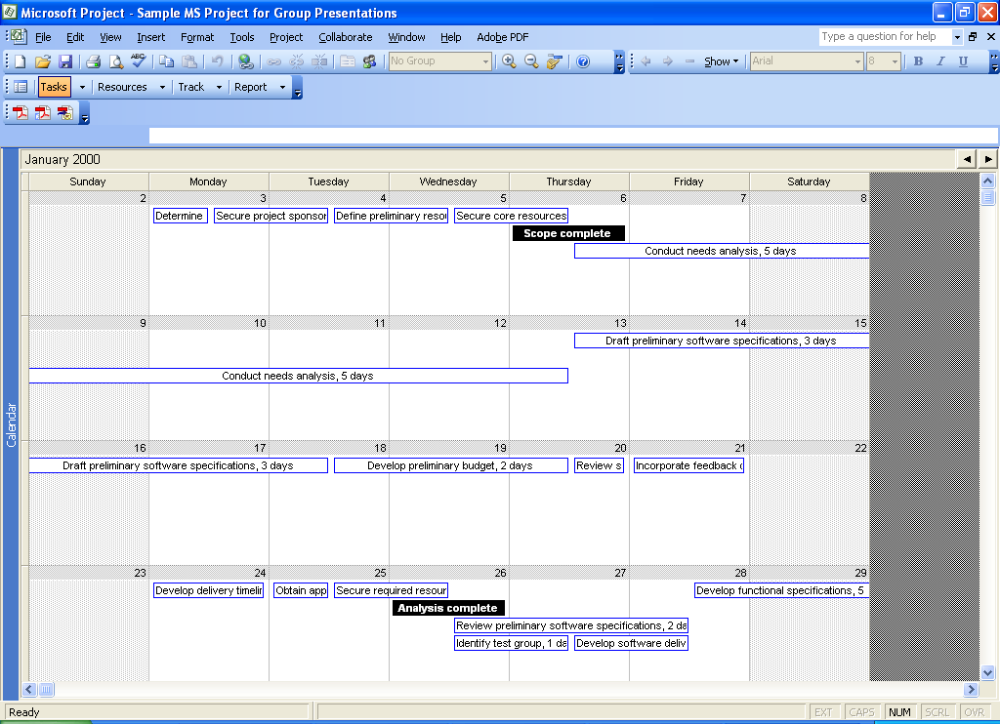 Microsoft Project - Sample MS Project for Group Presentations
File Edit View Insert Format Tools Project Collaborate Window Help Adobe PDF Type a question for help
No Group Show Arial 8 B I U
Tasks Resources Track Report
January 2000
Sunday Monday Tuesday Wednesday Thursday Friday Saturday
2 3 4 5 6 7 8
Determine Secure project sponsor Define preliminary resou Secure core resources
Scope complete
Conduct needs analysis, 5 days
9 10 11 12 13 14 15
Draft preliminary software specifications, 3 days
Conduct needs analysis, 5 days
16 17 18 19 20 21 22
Draft preliminary software specifications, 3 days Develop preliminary budget, 2 days Review s Incorporate feedback
23 24 25 26 27 28 29
Develop delivery timelin Obtain app Secure required resour Develop functional specifications, 5
Analysis complete
Review preliminary software specifications, 2 da
Identify test group, 1 da Develop software deliv
Calendar
Ready EXT CAPS NUM SCRL OVR